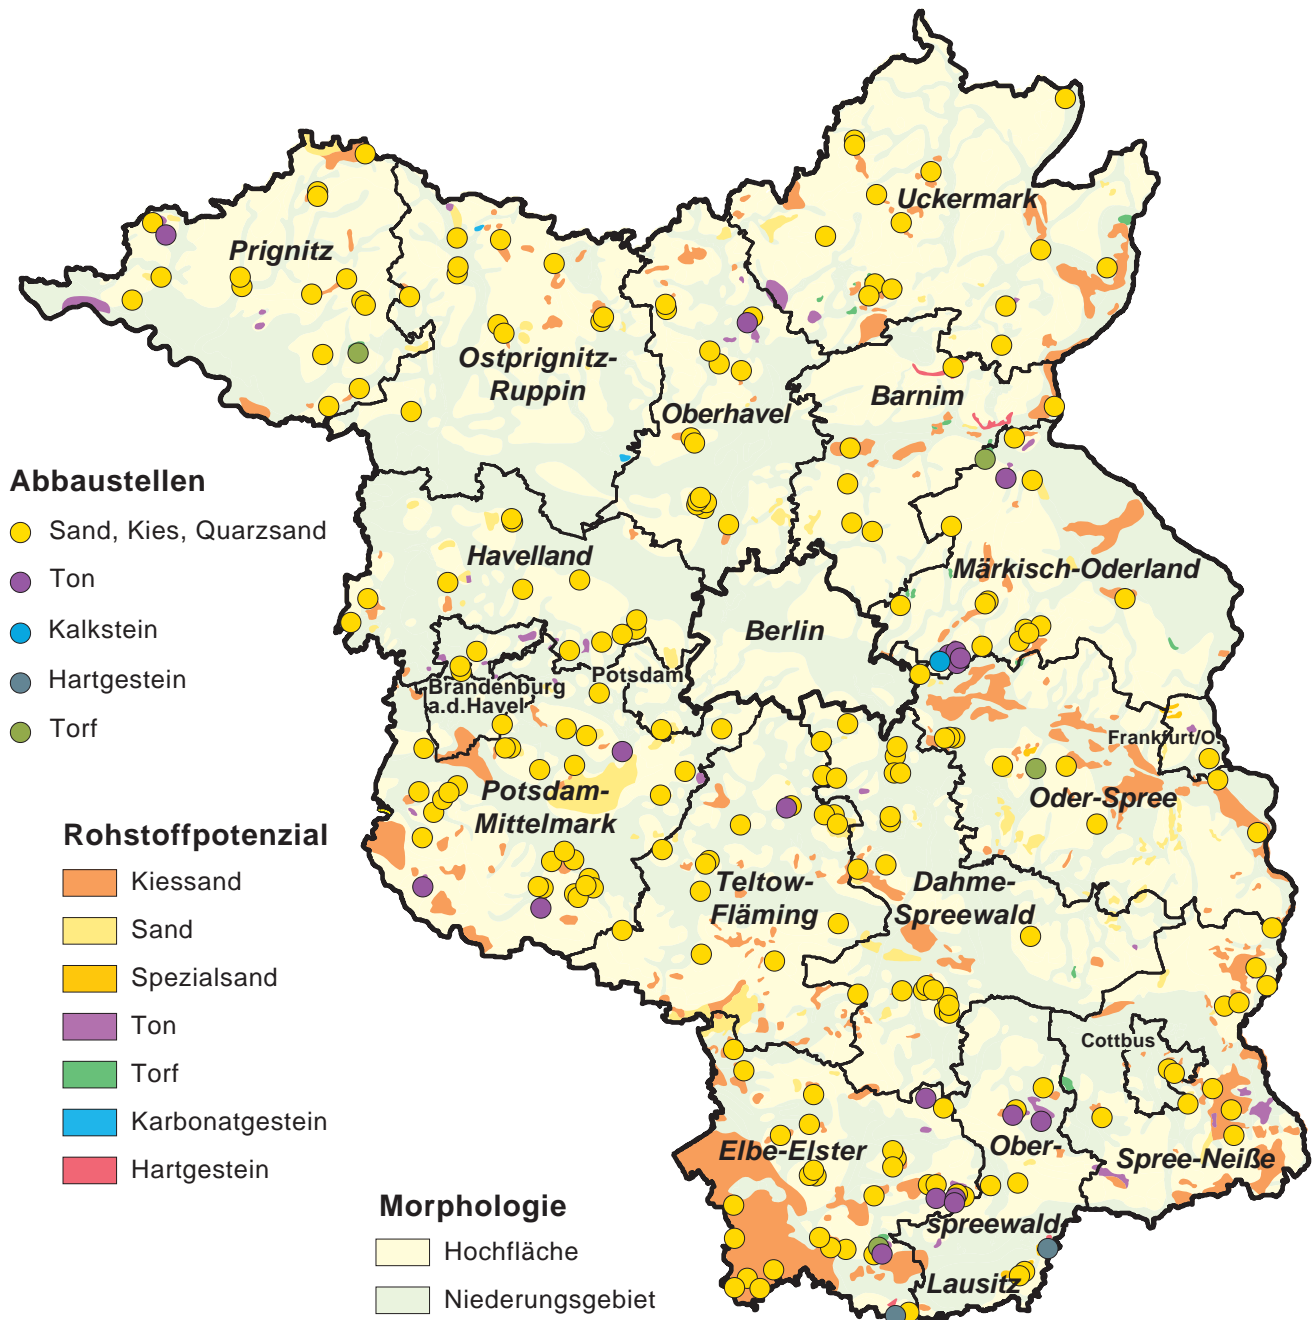 Uckermark
Prignitz
Ostprignitz-
Ruppin
Oberhavel
Barnim
Abbaustellen
Sand, Kies, Quarzsand
Ton
Kalkstein
Hartgestein
Torf
Havelland
Märkisch-Oderland
Berlin
Potsdam
Brandenburg
a.d.Havel
Frankfurt/O.
Oder-Spree
Potsdam-
Mittelmark
Rohstoffpotenzial
Kiessand
Sand
Spezialsand
Ton
Torf
Karbonatgestein
Hartgestein
Teltow-
Fläming
Dahme-
Spreewald
Cottbus
Elbe-Elster
Ober-
spreewald
Lausitz
Spree-Neiße
Morphologie
Hochfläche
Niederungsgebiet